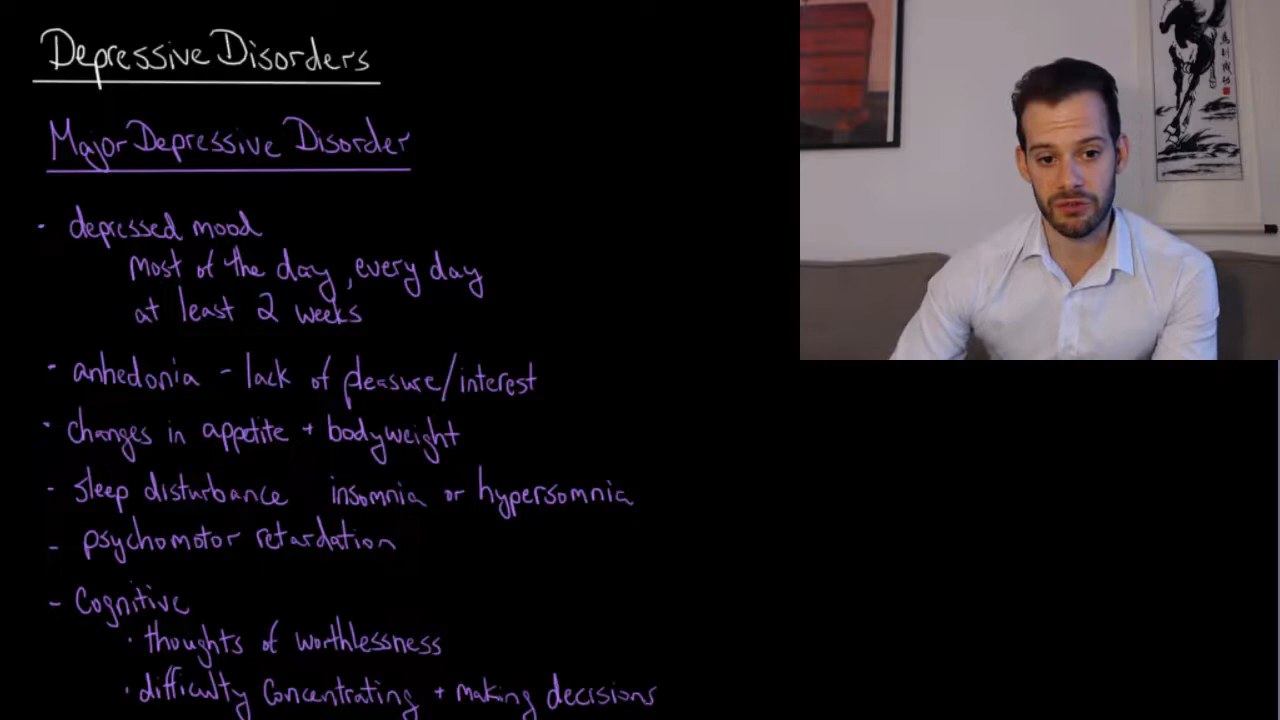 Depressive Disorders
Major Depressive Disorder
- depressed mood
most of the day, every day
at least 2 weeks
- anhedonia - lack of pleasure/interest
- changes in appetite + bodyweight
- sleep disturbance insomnia or hypersomnia
- psychomotor retardation
- Cognitive
· thoughts of worthlessness
· difficulty concentrating + making decisions